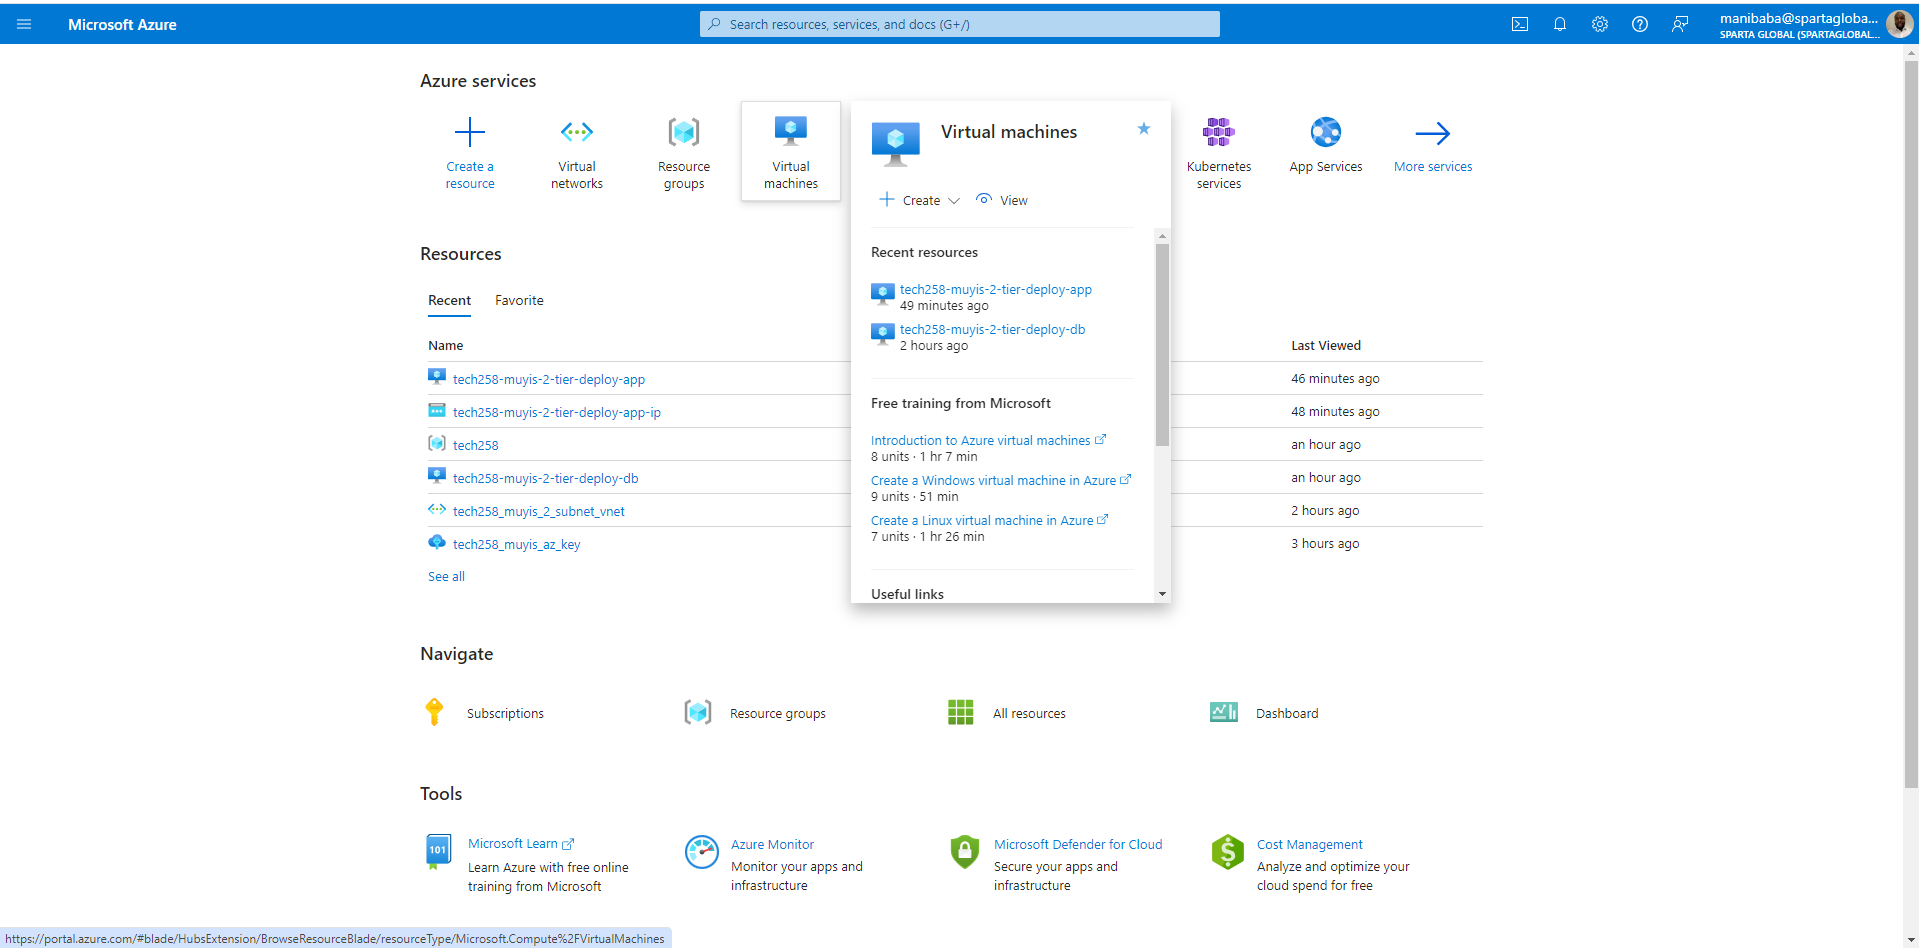 Microsoft Azure
Search resources, services, and docs (G+/)
manibaba@spartagloba...
SPARTA GLOBAL (SPARTAGLOBAL...
Azure services
Create a
resource
Virtual
networks
Resource
groups
Virtual
machines
Virtual machines
Create
View
Recent resources
tech258-muyis-2-tier-deploy-app
49 minutes ago
tech258-muyis-2-tier-deploy-db
2 hours ago
Free training from Microsoft
Introduction to Azure virtual machines
8 units · 1 hr 7 min
Create a Windows virtual machine in Azure
9 units · 51 min
Create a Linux virtual machine in Azure
7 units · 1 hr 26 min
Useful links
Kubernetes
services
App Services
More services
Resources
Recent
Favorite
Name
Last Viewed
tech258-muyis-2-tier-deploy-app
46 minutes ago
tech258-muyis-2-tier-deploy-app-ip
48 minutes ago
tech258
an hour ago
tech258-muyis-2-tier-deploy-db
an hour ago
tech258_muyis_2_subnet_vnet
2 hours ago
tech258_muyis_az_key
3 hours ago
See all
Navigate
Subscriptions
Resource groups
All resources
Dashboard
Tools
101
Microsoft Learn
Learn Azure with free online
training from Microsoft
Azure Monitor
Monitor your apps and
infrastructure
Microsoft Defender for Cloud
Secure your apps and
infrastructure
Cost Management
Analyze and optimize your
cloud spend for free
https://portal.azure.com/#blade/HubsExtension/BrowseResourceBlade/resourceType/Microsoft.Compute%2FVirtualMachines